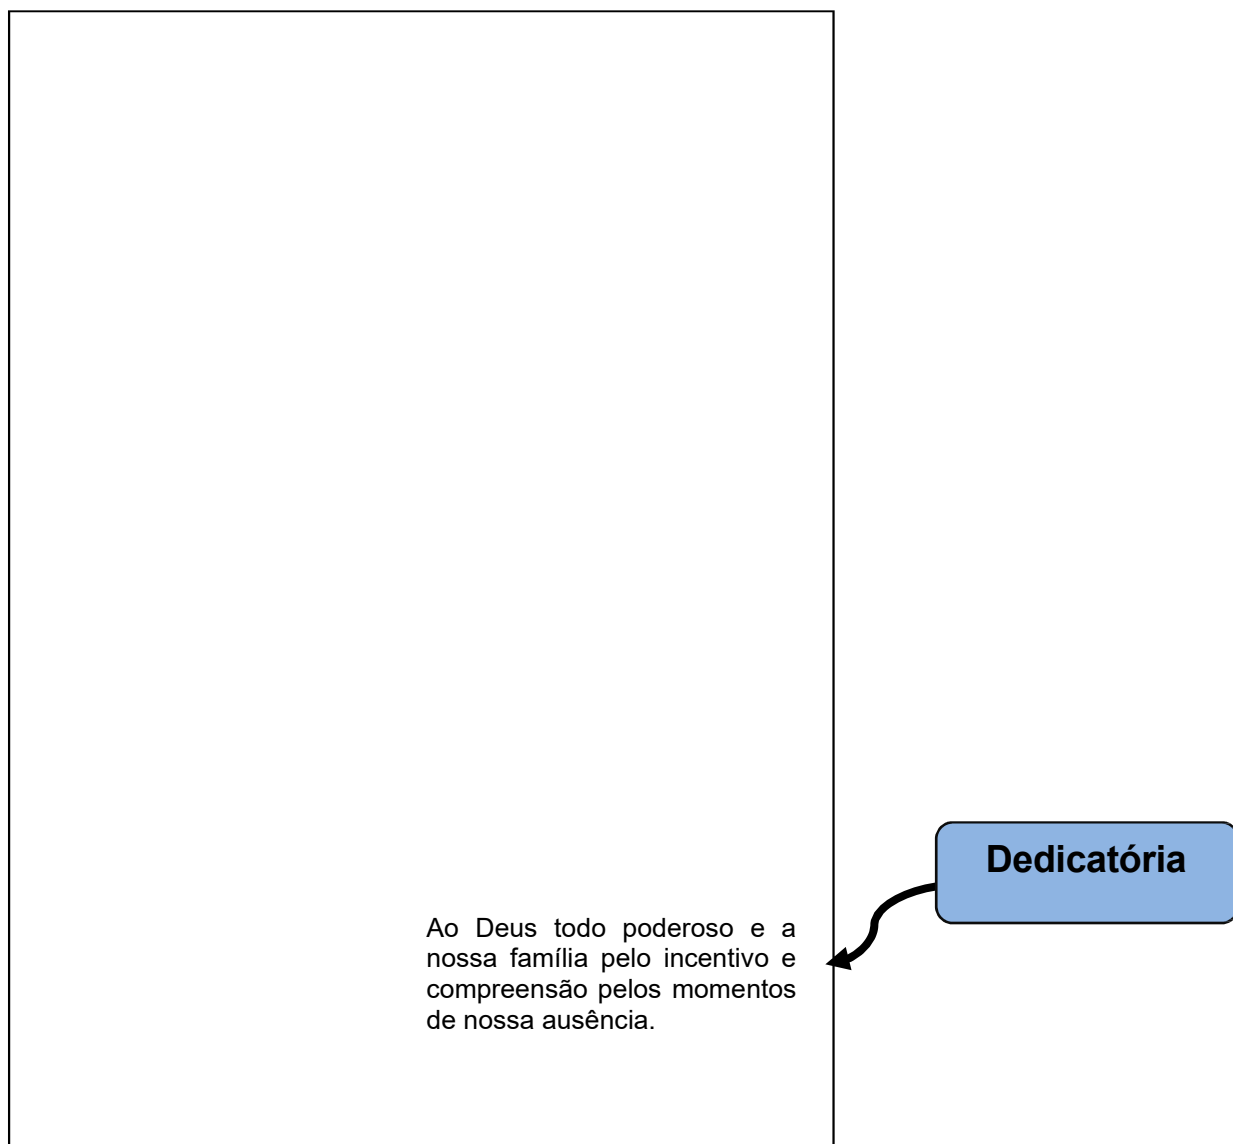 Dedicatória
Ao Deus todo poderoso e a
nossa família pelo incentivo e
compreensão pelos momentos
de nossa ausência.